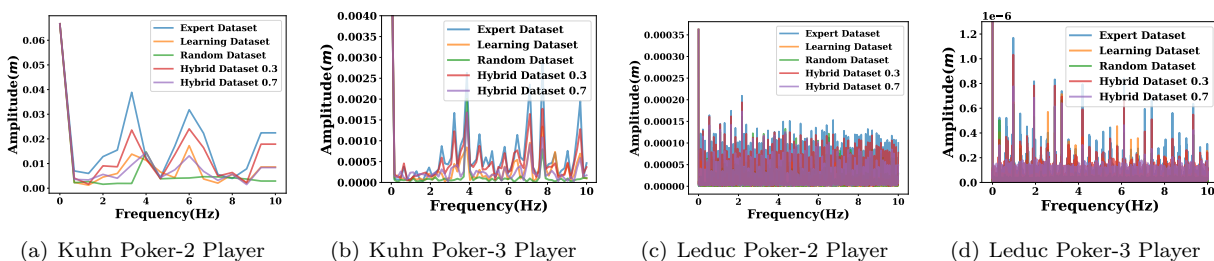 0.06
0.05
0.04
0.03
0.02
0.01
0.00
Amplitude(m)
0 2 4 6 8 10
Frequency(Hz)
Expert Dataset
Learning Dataset
Random Dataset
Hybrid Dataset 0.3
Hybrid Dataset 0.7
(a) Kuhn Poker-2 Player
0.0040
0.0035
0.0030
0.0025
0.0020
0.0015
0.0010
0.0005
0.0000
Amplitude(m)
0 2 4 6 8 10
Frequency(Hz)
Expert Dataset
Learning Dataset
Random Dataset
Hybrid Dataset 0.3
Hybrid Dataset 0.7
(b) Kuhn Poker-3 Player
0.00035
0.00030
0.00025
0.00020
0.00015
0.00010
0.00005
0.00000
Amplitude(m)
0 2 4 6 8 10
Frequency(Hz)
Expert Dataset
Learning Dataset
Random Dataset
Hybrid Dataset 0.3
Hybrid Dataset 0.7
(c) Leduc Poker-2 Player
1e-6
1.2
1.0
0.8
0.6
0.4
0.2
0.0
Amplitude(m)
0 2 4 6 8 10
Frequency(Hz)
Expert Dataset
Learning Dataset
Random Dataset
Hybrid Dataset 0.3
Hybrid Dataset 0.7
(d) Leduc Poker-3 Player